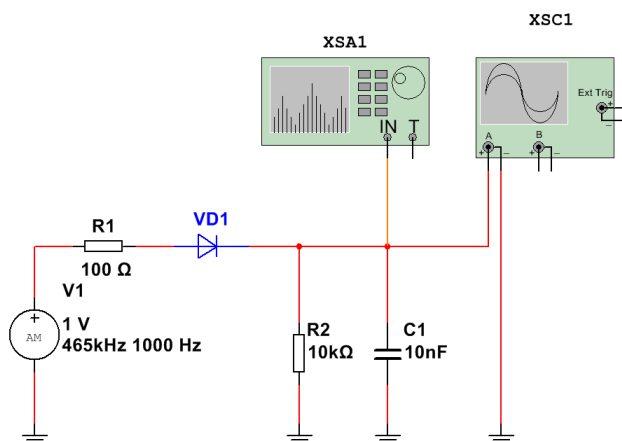 XSC1
XSA1
Ext Trig
+
–
IN T
A
B
+
–
+
–
R1
100 Ω
VD1
V1
+
AM
1 V
465kHz 1000 Hz
R2
10kΩ
C1
10nF